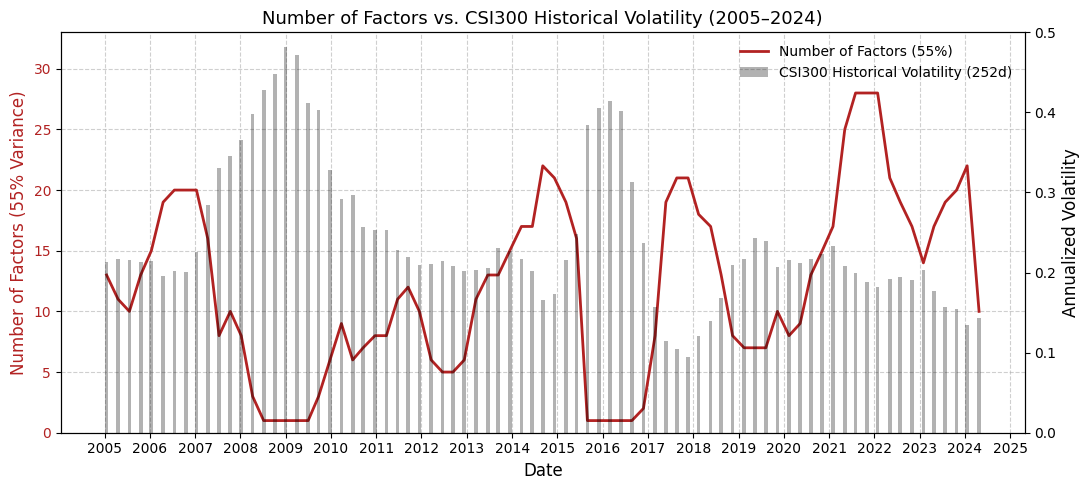 Number of Factors vs. CSI300 Historical Volatility (2005–2024)
Number of Factors (55%)
CSI300 Historical Volatility (252d)
Number of Factors (55% Variance)
30
25
20
15
10
5
0
0.5
0.4
0.3
0.2
0.1
0.0
Annualized Volatility
2005 2006 2007 2008 2009 2010 2011 2012 2013 2014 2015 2016 2017 2018 2019 2020 2021 2022 2023 2024 2025
Date